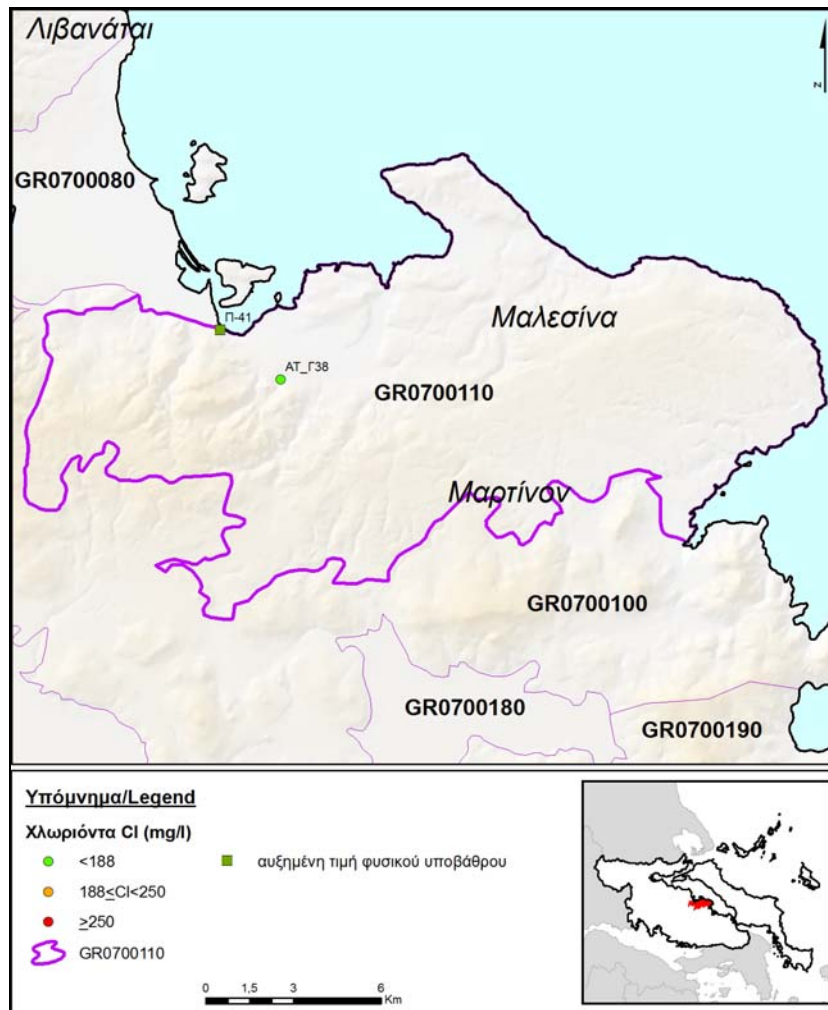 Λιβανάται
GR0700080
Ζ
Π-41
Μαλεσίνα
ΑΤ_Γ38
GR0700110
Μαρτίνον
GR0700100
GR0700180
GR0700190
Υπόμνημα/Legend
Χλωριόντα Cl (mg/l)
<188
αυξημένη τιμή φυσικού υποβάθρου
188≤Cl<250
≥250
GR0700110
0 1,5 3 6
Km